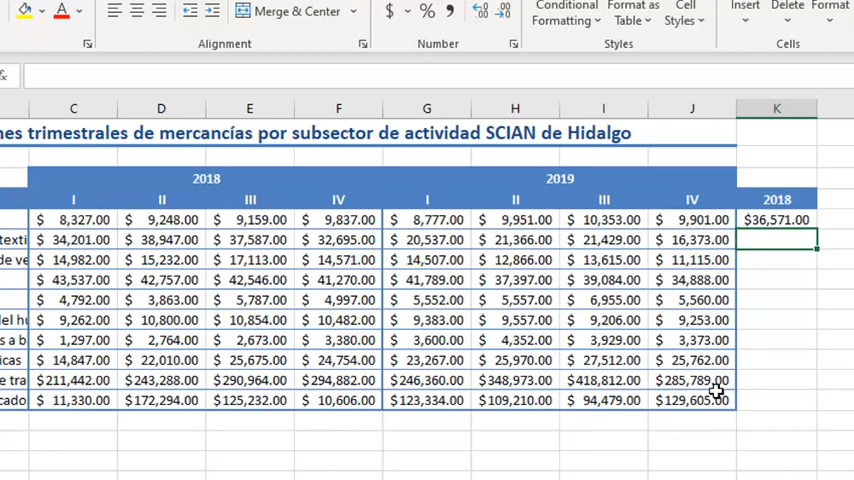 A Merge & Center $ % 9 Conditional Format as Cell Insert Delete Format
Formatting Table Styles
Alignment Number Styles Cells
fx
C D E F G H I J K
nes trimestrales de mercancías por subsector de actividad SCIAN de Hidalgo
2018 2019
I II III IV I II III IV 2018
$ 8,327.00 $ 9,248.00 $ 9,159.00 $ 9,837.00 $ 8,777.00 $ 9,951.00 $ 10,353.00 $ 9,901.00 $36,571.00
texti $ 34,201.00 $ 38,947.00 $ 37,587.00 $ 32,695.00 $ 20,537.00 $ 21,366.00 $ 21,429.00 $ 16,373.00
de ve $ 14,982.00 $ 15,232.00 $ 17,113.00 $ 14,571.00 $ 14,507.00 $ 12,866.00 $ 13,615.00 $ 11,115.00
$ 43,537.00 $ 42,757.00 $ 42,546.00 $ 41,270.00 $ 41,789.00 $ 37,397.00 $ 39,084.00 $ 34,888.00
$ 4,792.00 $ 3,863.00 $ 5,787.00 $ 4,997.00 $ 5,552.00 $ 5,557.00 $ 6,955.00 $ 5,560.00
del hu $ 9,262.00 $ 10,800.00 $ 10,854.00 $ 10,482.00 $ 9,383.00 $ 9,557.00 $ 9,206.00 $ 9,253.00
s a b $ 1,297.00 $ 2,764.00 $ 2,673.00 $ 3,380.00 $ 3,600.00 $ 4,352.00 $ 3,929.00 $ 3,373.00
icas $ 14,847.00 $ 22,010.00 $ 25,675.00 $ 24,754.00 $ 23,267.00 $ 25,970.00 $ 27,512.00 $ 25,762.00
e tra $211,442.00 $243,288.00 $290,964.00 $294,882.00 $246,360.00 $348,973.00 $418,812.00 $285,789.00
cado $ 11,330.00 $172,294.00 $125,232.00 $ 10,606.00 $123,334.00 $109,210.00 $ 94,479.00 $129,605.00